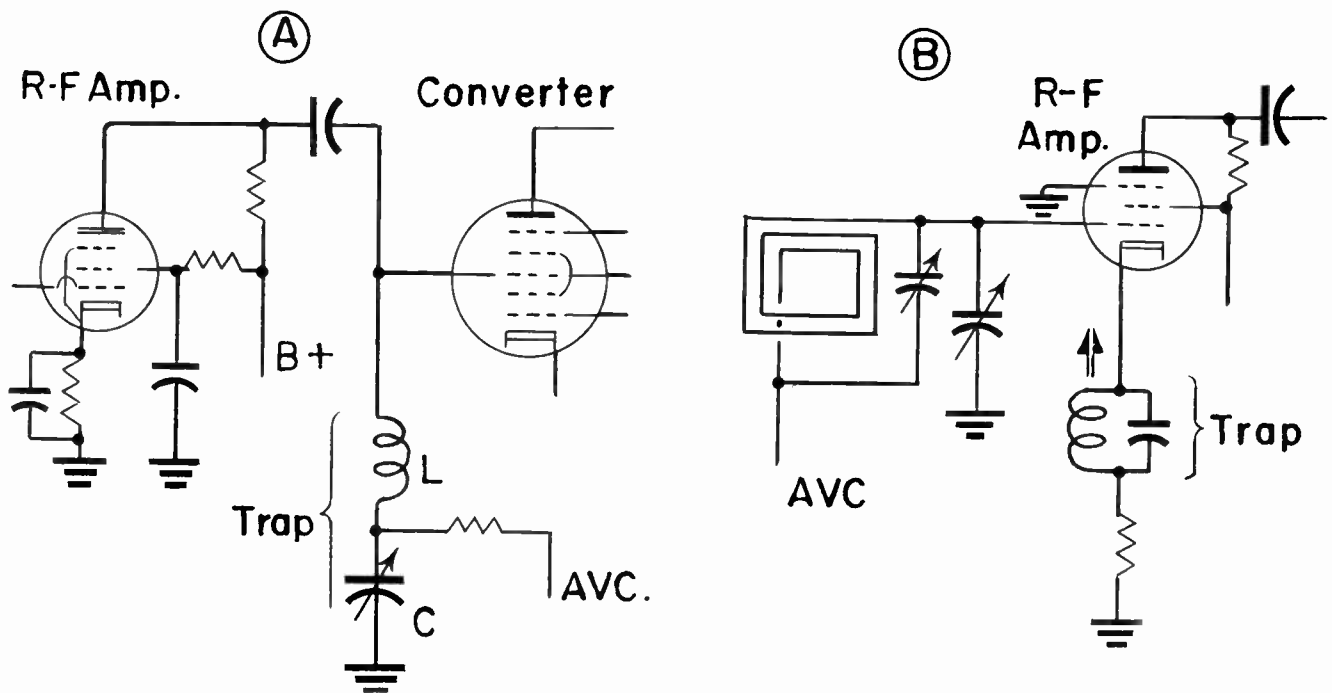 A
R-F Amp.
Converter
B+
L
Trap
AVC.
C
B
R-F
Amp.
Trap
AVC